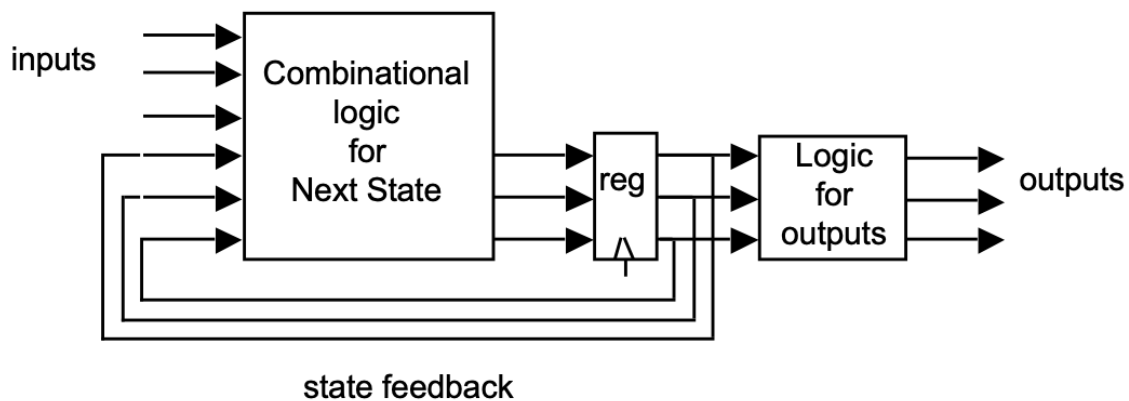 inputs
Combinational
logic
for
Next State
reg
Logic
for
outputs
outputs
state feedback